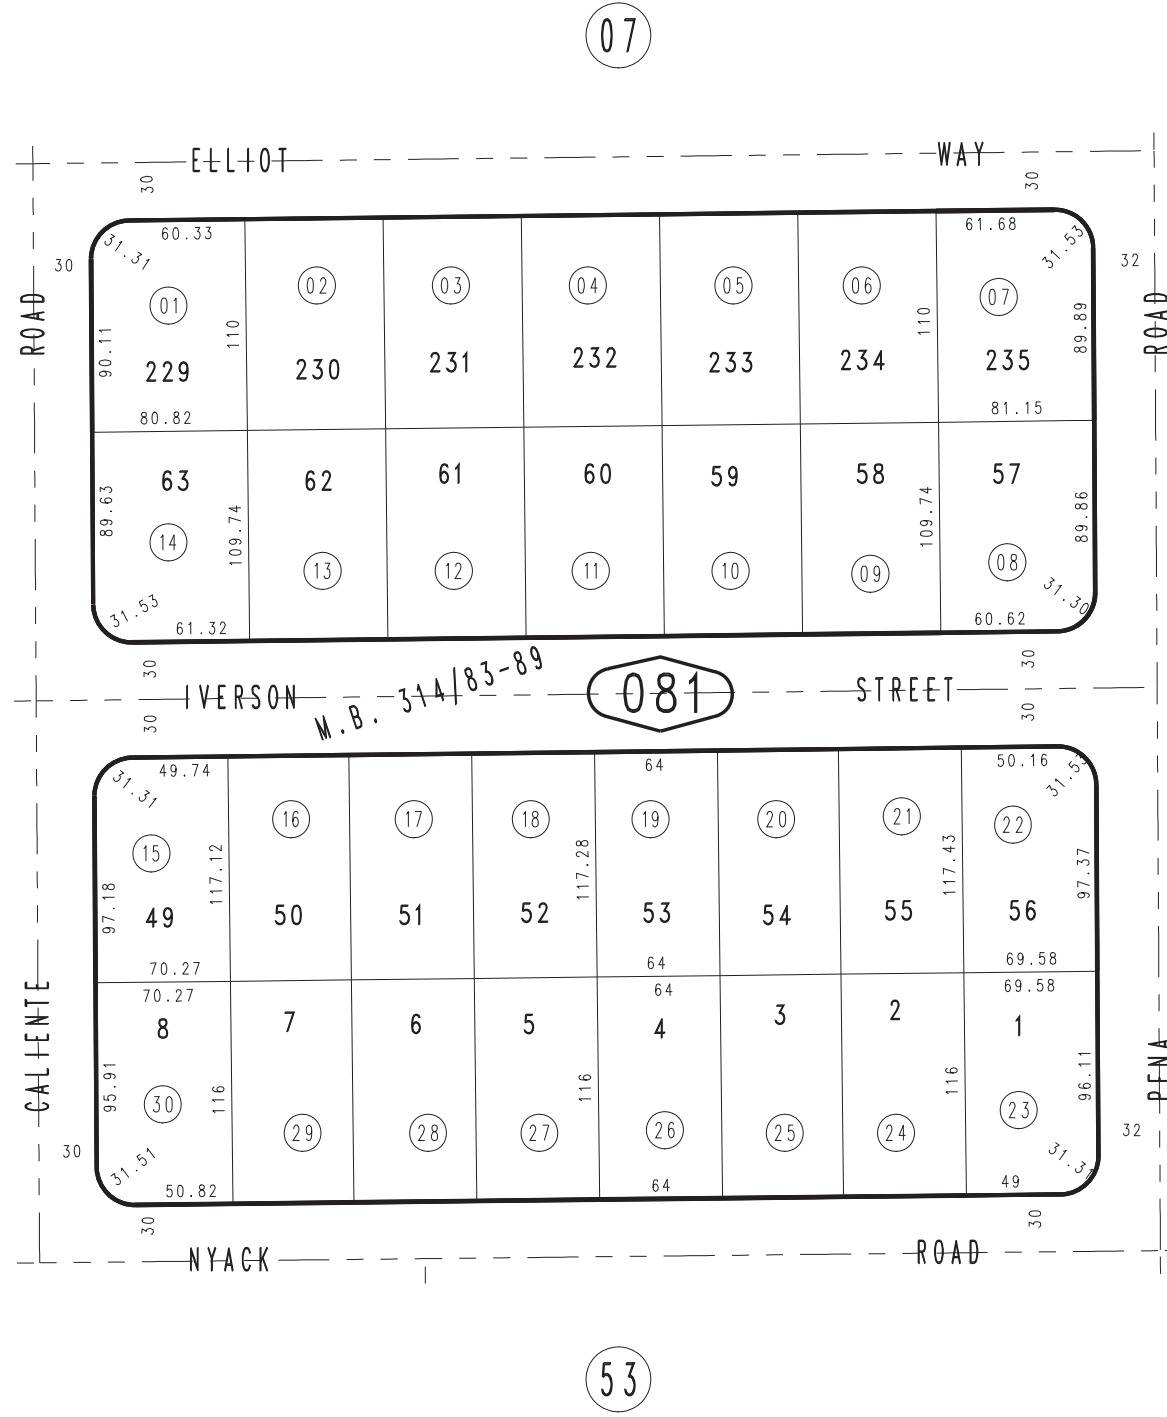 07
ELLIOT WAY
30 30
60.33 61.68
31.31 31.53
30 32
ROAD ROAD
01 02 03 04 05 06 07
90.11 110 110 89.89
229 230 231 232 233 234 235
80.82 81.15
63 62 61 60 59 58 57
89.63 109.74 109.74 89.86
14 13 12 11 10 09 08
31.53 31.30
61.32 60.62
30 30
IVERSON M.B. 314/83-89 081 STREET
30 30
49.74 64 50.16
31.31 31.53
15 16 17 18 19 20 21 22
97.18 117.12 117.28 117.43 97.37
49 50 51 52 53 54 55 56
70.27 64 69.58
70.27 64 69.58
8 7 6 5 4 3 2 1
CALIENTE PENA
95.91 116 116 116 96.11
30 29 28 27 26 25 24 23
30 32
31.51 31.31
50.82 64 49
30 30
NYACK ROAD
53